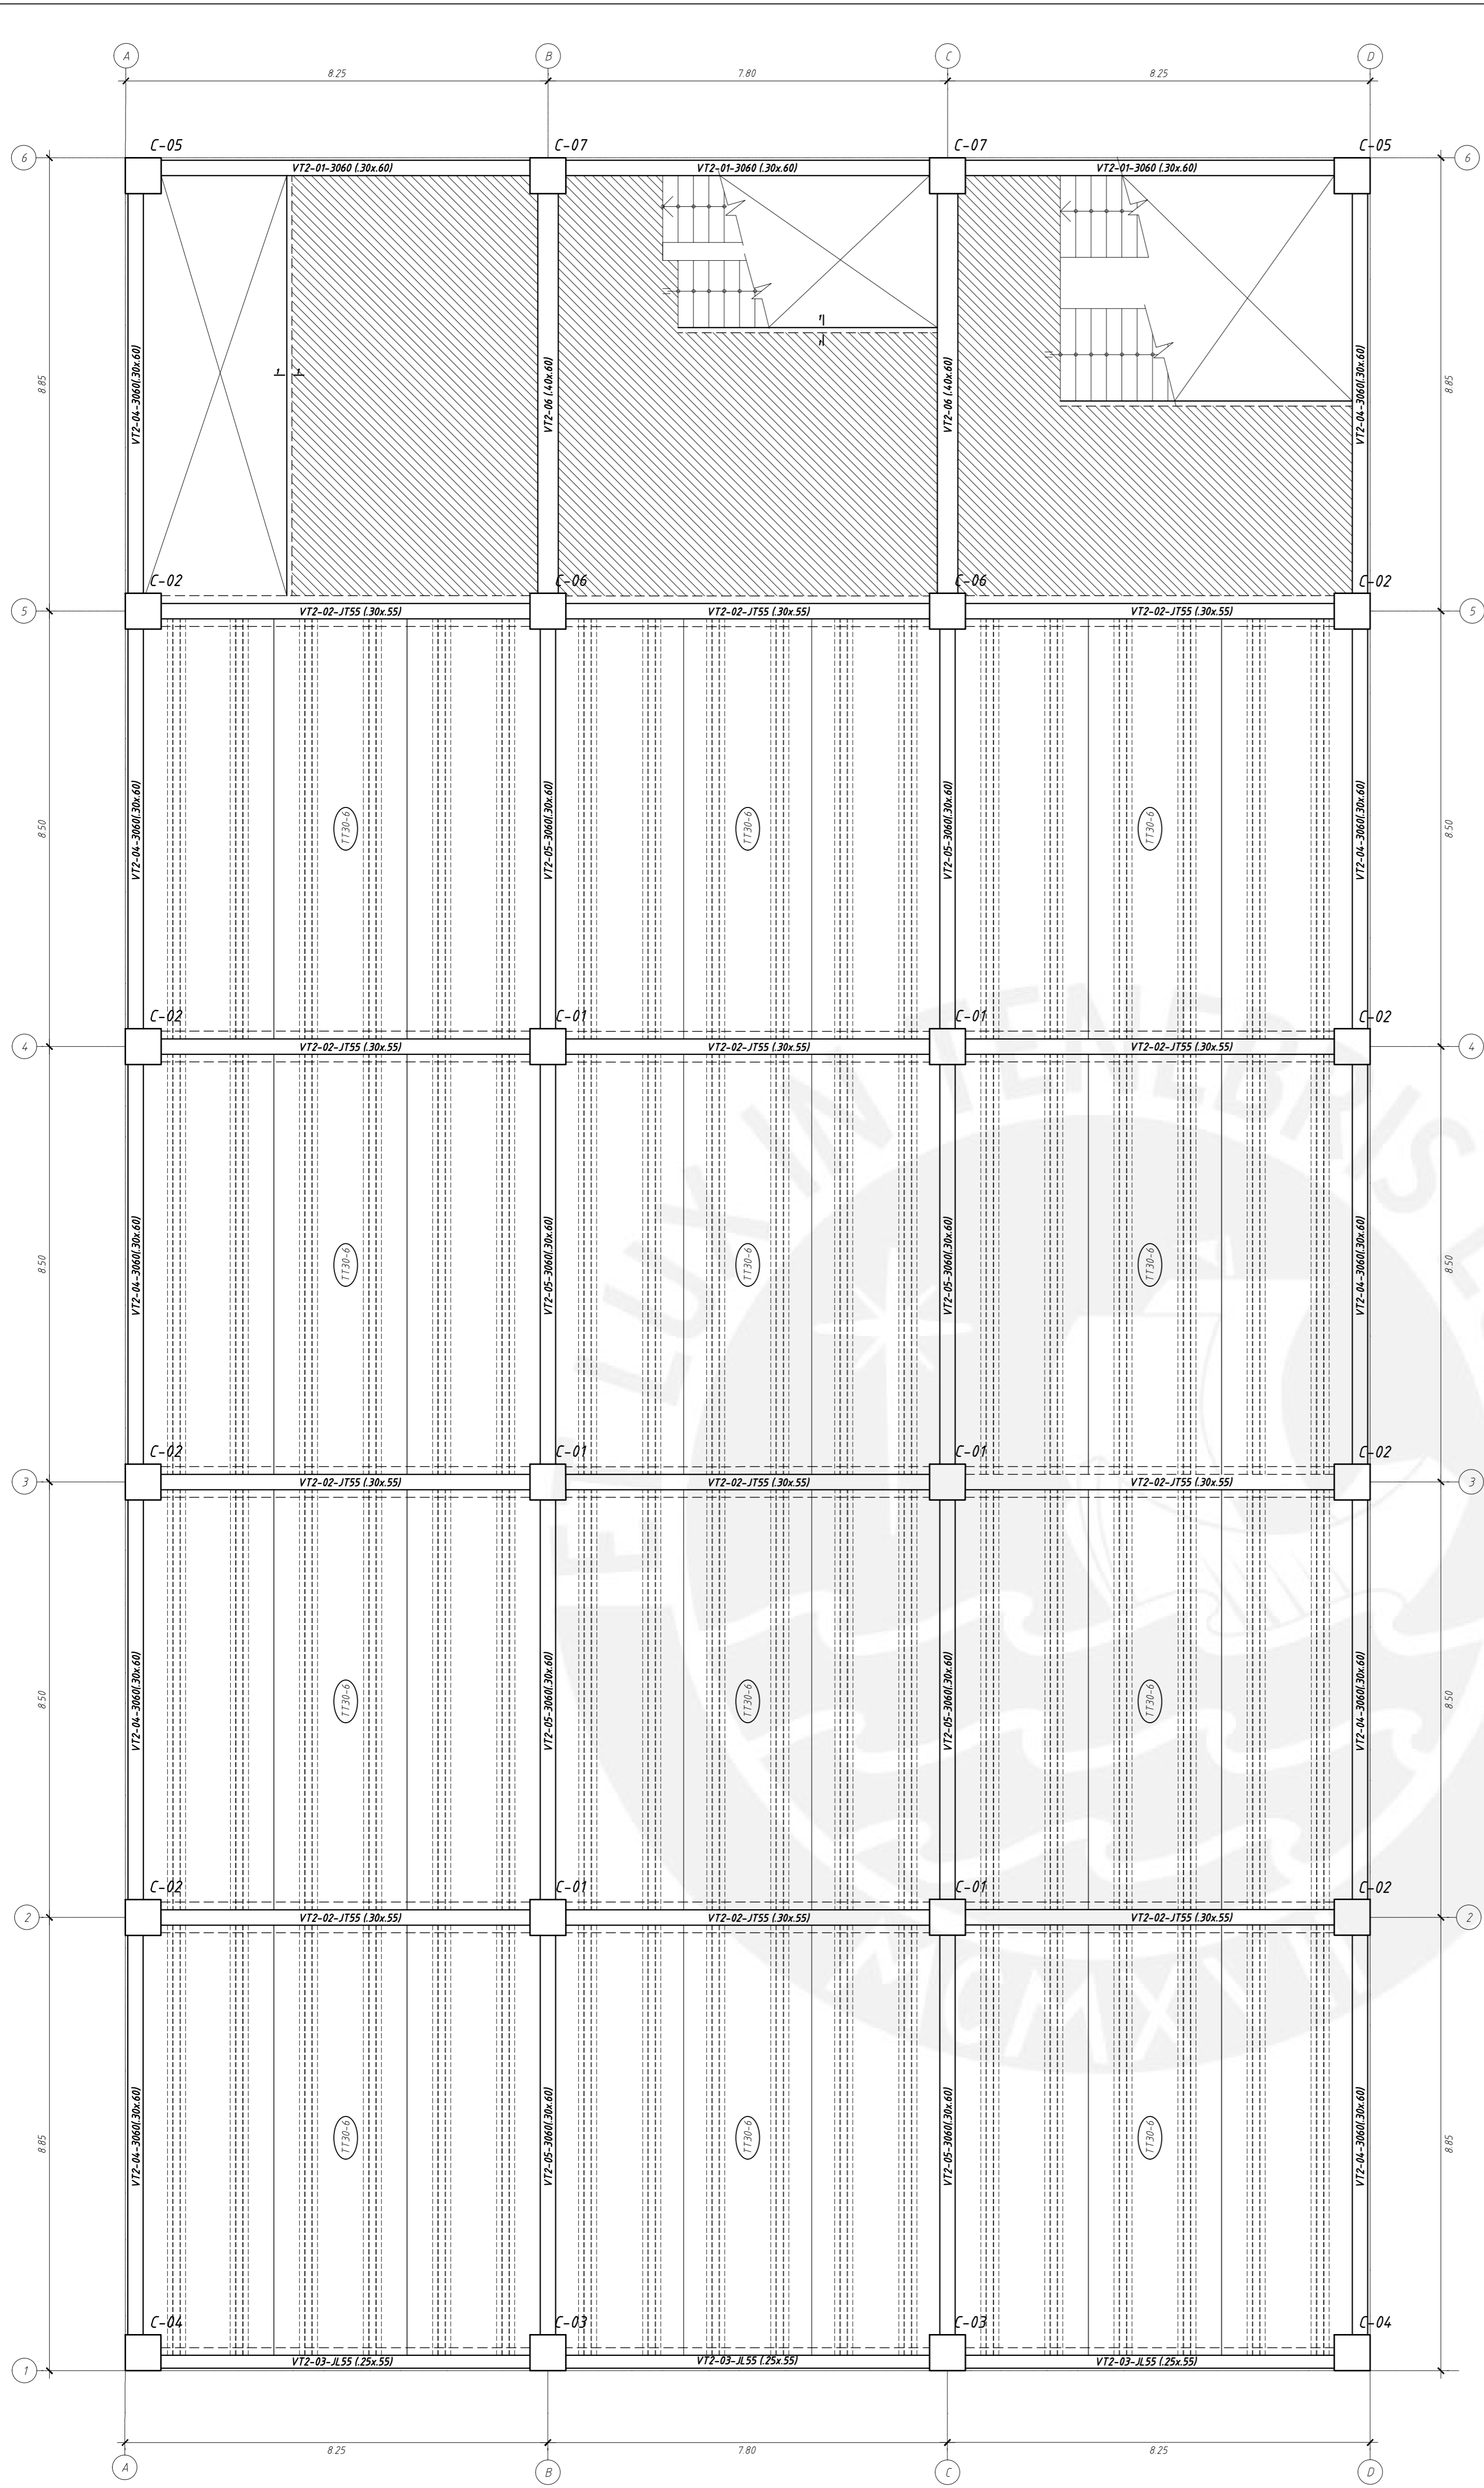 A B C D
8.25 7.80 8.25
C-05 C-07 C-07 C-05
6 6
VT2-01-3060 (.30x.60) VT2-01-3060 (.30x.60) VT2-01-3060 (.30x.60)
1 1
1 1
8.85 VT2-04-3060(.30x.60) VT2-06 (.40x.60) VT2-06 (.40x.60) VT2-04-3060(.30x.60) 8.85
C-02 C-06 C-06 C-02
5 VT2-02-JT55 (.30x.55) VT2-02-JT55 (.30x.55) VT2-02-JT55 (.30x.55) 5
8.50 VT2-04-3060(.30x.60) TT30-6 VT2-05-3060(.30x.60) TT30-6 VT2-05-3060(.30x.60) TT30-6 VT2-04-3060(.30x.60) 8.50
C-02 C-01 C-01 C-02
4 VT2-02-JT55 (.30x.55) VT2-02-JT55 (.30x.55) VT2-02-JT55 (.30x.55) 4
ET LUX IN TENEBRIS
8.50 VT2-04-3060(.30x.60) TT30-6 VT2-05-3060(.30x.60) TT30-6 VT2-05-3060(.30x.60) TT30-6 VT2-04-3060(.30x.60) 8.50
C-02 C-01 C-01 C-02
3 VT2-02-JT55 (.30x.55) VT2-02-JT55 (.30x.55) VT2-02-JT55 (.30x.55) 3
8.50 VT2-04-3060(.30x.60) TT30-6 VT2-05-3060(.30x.60) TT30-6 VT2-05-3060(.30x.60) TT30-6 VT2-04-3060(.30x.60) 8.50
C-02 C-01 C-01 C-02
2 VT2-02-JT55 (.30x.55) VT2-02-JT55 (.30x.55) VT2-02-JT55 (.30x.55) 2
MCMXVII
8.85 VT2-04-3060(.30x.60) TT30-6 VT2-05-3060(.30x.60) TT30-6 VT2-05-3060(.30x.60) TT30-6 VT2-04-3060(.30x.60) 8.85
C-04 C-03 C-03 C-04
1 VT2-03-JL55 (.25x.55) VT2-03-JL55 (.25x.55) VT2-03-JL55 (.25x.55)
8.25 7.80 8.25
A B C D